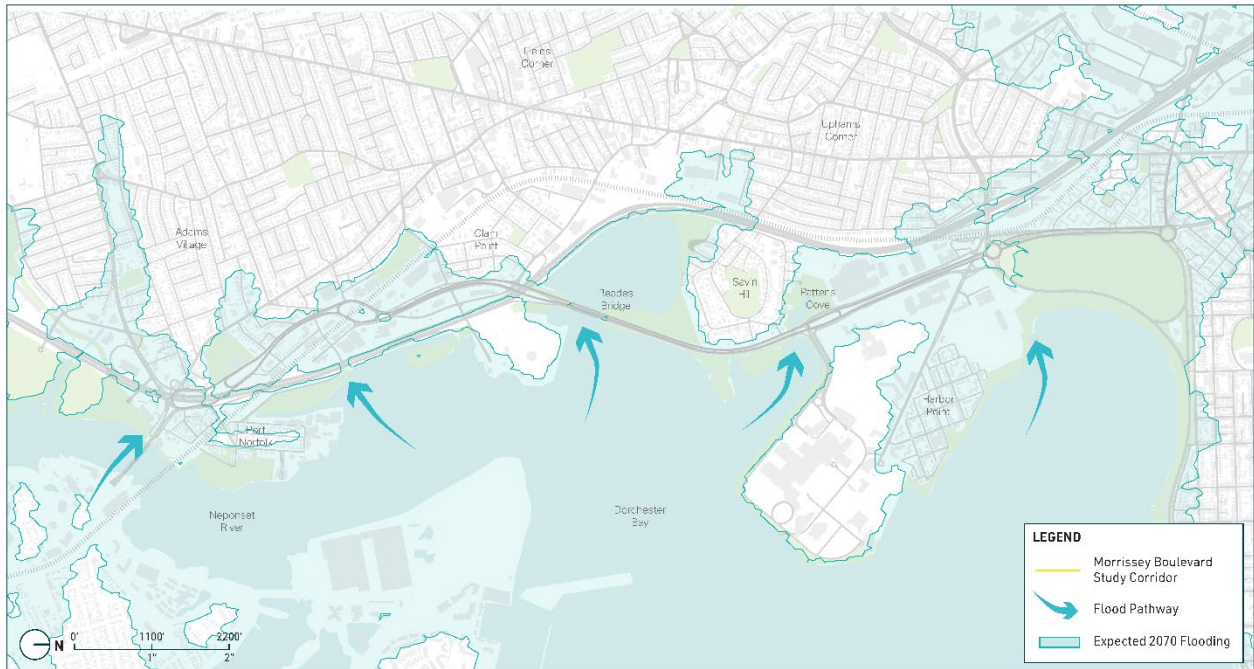 Fields
Corner
Uphams
Corner
Adams
Village
Clam
Point
Savin
Hill
Beades
Bridge
Pattens
Cove
Harbor
Point
Port
Norfolk
Neponset
River
Dorchester
Bay
LEGEND
Morrissey Boulevard
Study Corridor
Flood Pathway
Expected 2070 Flooding
N
0' 1100' 2200'
1" 2"